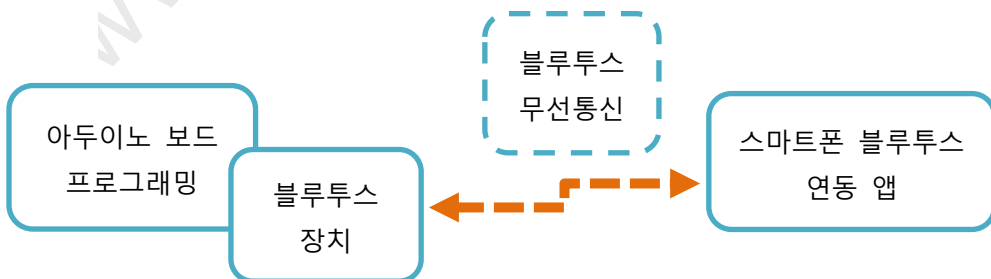 블루투스
무선통신
아두이노 보드
프로그래밍
블루투스
장치
스마트폰 블루투스
연동 앱